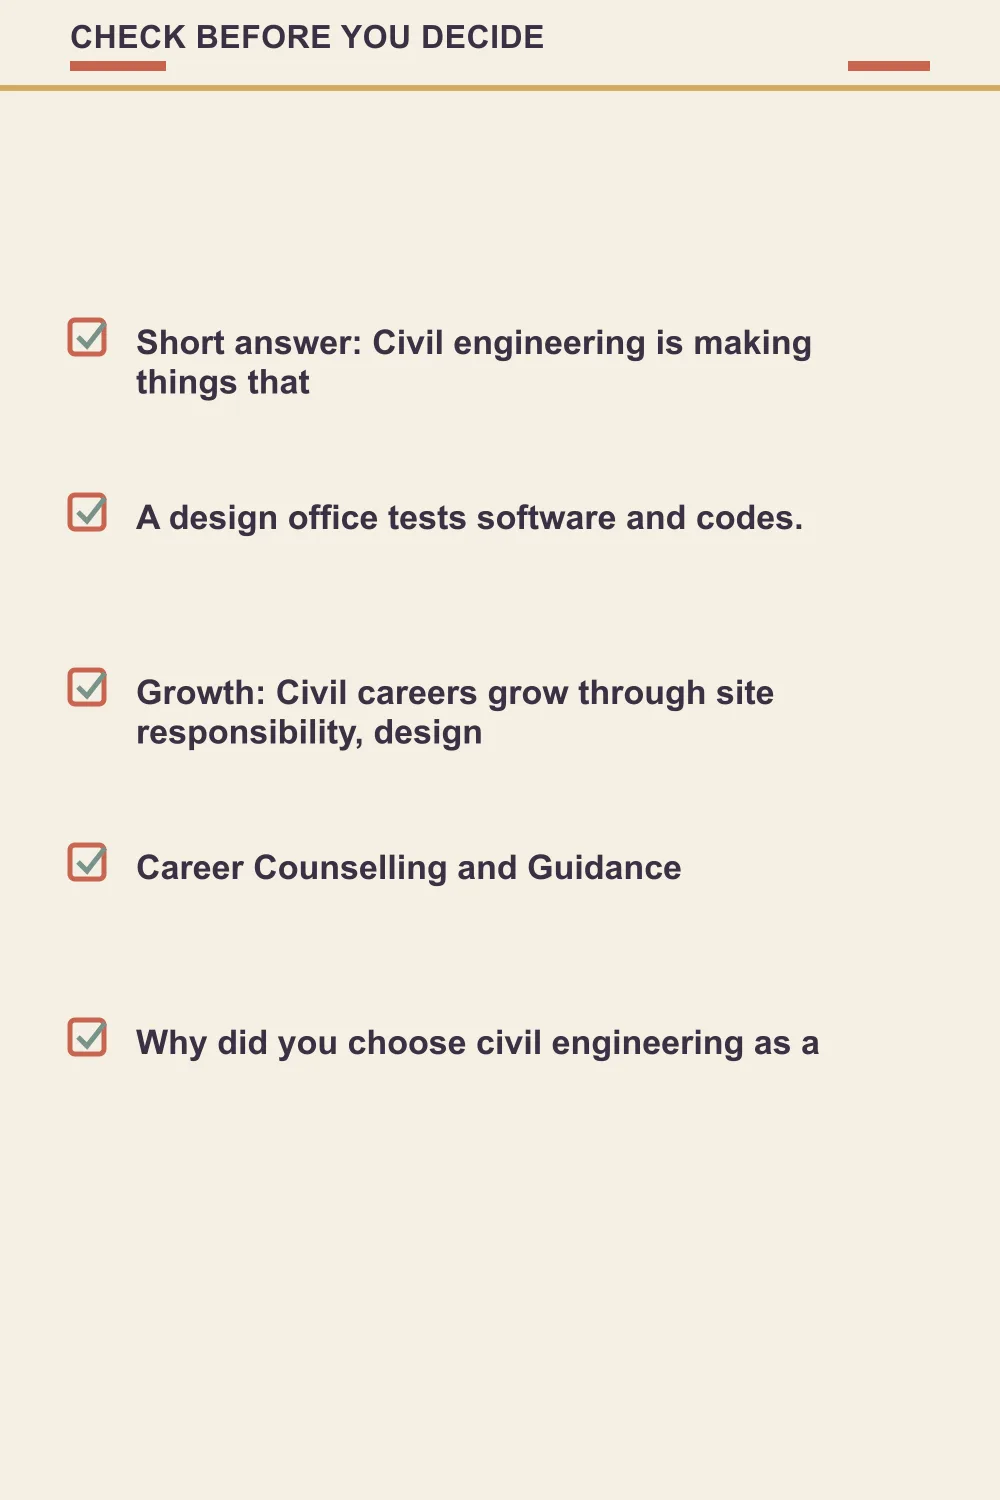 CHECK BEFORE YOU DECIDE
Short answer: Civil engineering is making
things that
A design office tests software and codes.
Growth: Civil careers grow through site
responsibility, design
Career Counselling and Guidance
Why did you choose civil engineering as a